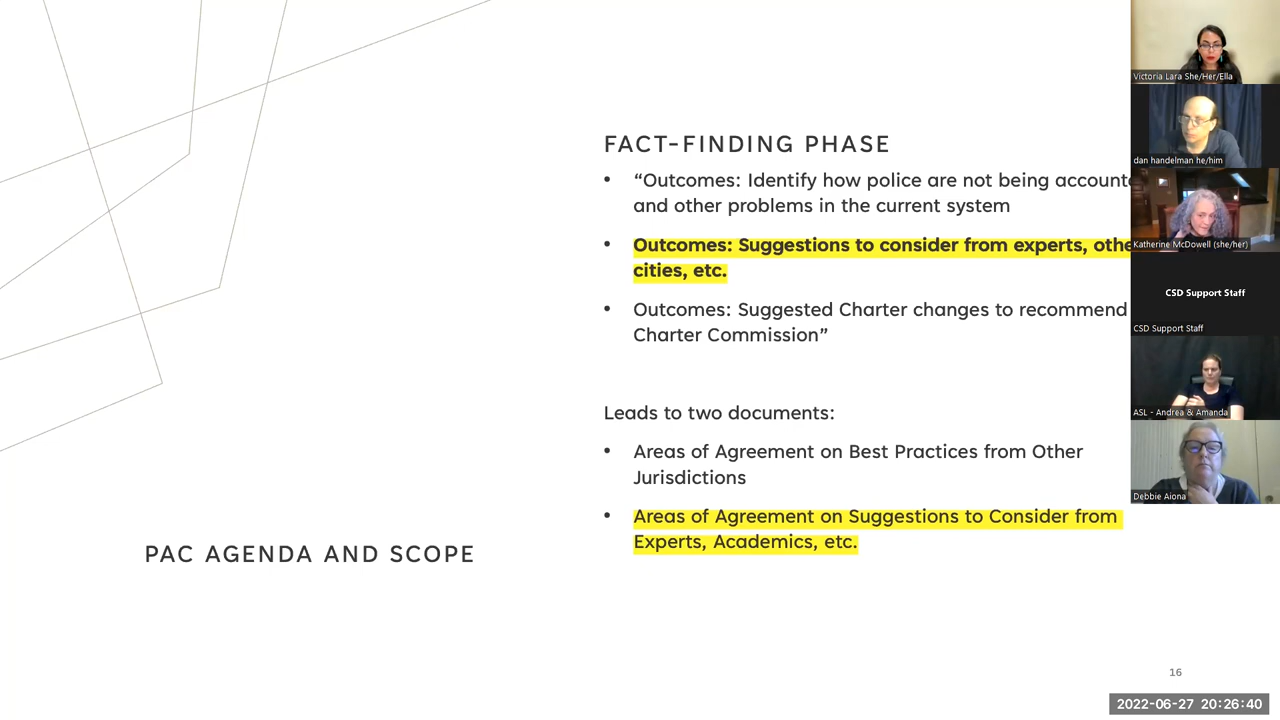 FACT-FINDING PHASE
• “Outcomes: Identify how police are not being
and other problems in the current system
• Outcomes: Suggestions to consider from experts,
cities, etc.
• Outcomes: Suggested Charter changes to recommend
Charter Commission”
Leads to two documents:
• Areas of Agreement on Best Practices from Other
Jurisdictions
• Areas of Agreement on Suggestions to Consider from
Experts, Academics, etc.
PAC AGENDA AND SCOPE
16
Victoria Lara She/Her/Ella
dan handelman he/him
Katherine McDowell (she/her)
CSD Support Staff
CSD Support Staff
ASL - Andrea & Amanda
Debbie Aiona
2022-06-27 20:26:40